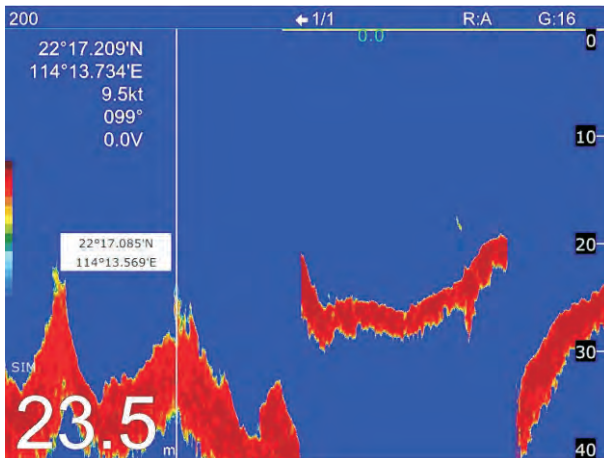 200
←1/1
R:A
G:16
22°17.209'N
114°13.734'E
9.5kt
099°
0.0V
0.0
0
10
20
30
40
22°17.085'N
114°13.569'E
SIM
23.5 m